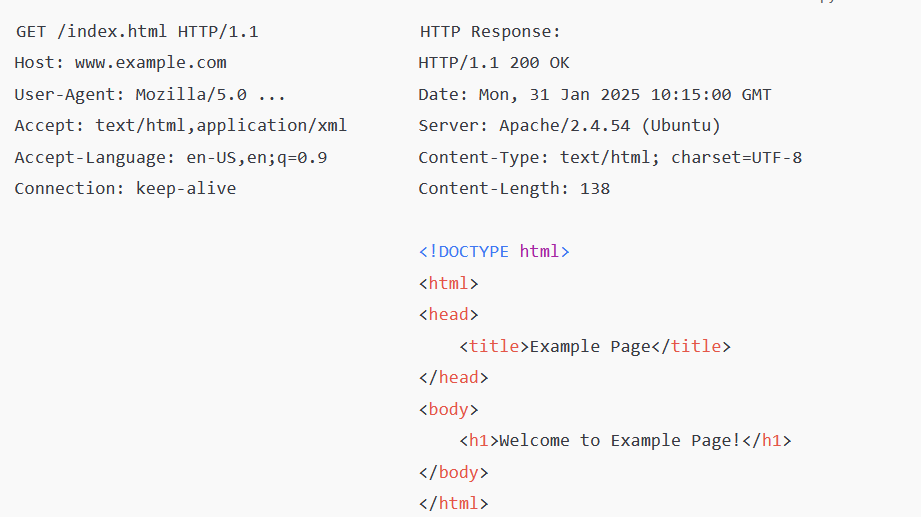 GET /index.html HTTP/1.1
Host: www.example.com
User-Agent: Mozilla/5.0 ...
Accept: text/html,application/xml
Accept-Language: en-US,en;q=0.9
Connection: keep-alive
HTTP Response:
HTTP/1.1 200 OK
Date: Mon, 31 Jan 2025 10:15:00 GMT
Server: Apache/2.4.54 (Ubuntu)
Content-Type: text/html; charset=UTF-8
Content-Length: 138
<!DOCTYPE html>
<html>
<head>
    <title>Example Page</title>
</head>
<body>
    <h1>Welcome to Example Page!</h1>
</body>
</html>